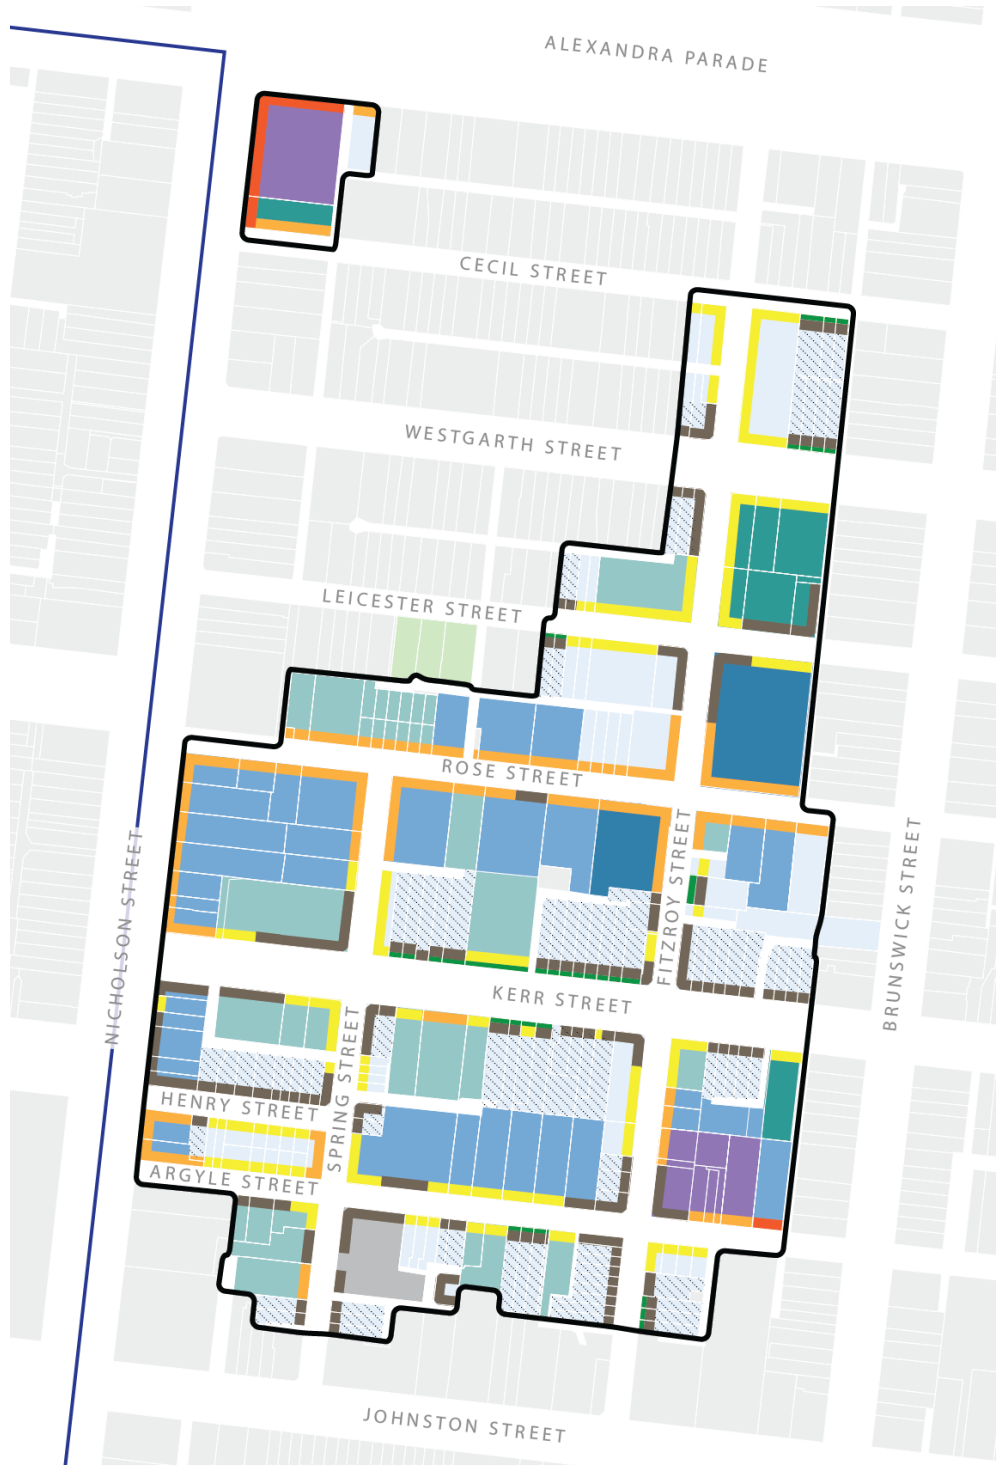 ALEXANDRA PARADE
CECIL STREET
WESTGARTH STREET
LEICESTER STREET
ROSE STREET
FITZROY STREET
BRUNSWICK STREET
NICHOLSON STREET
KERR STREET
SPRING STREET
HENRY STREET
ARGYLE STREET
JOHNSTON STREET